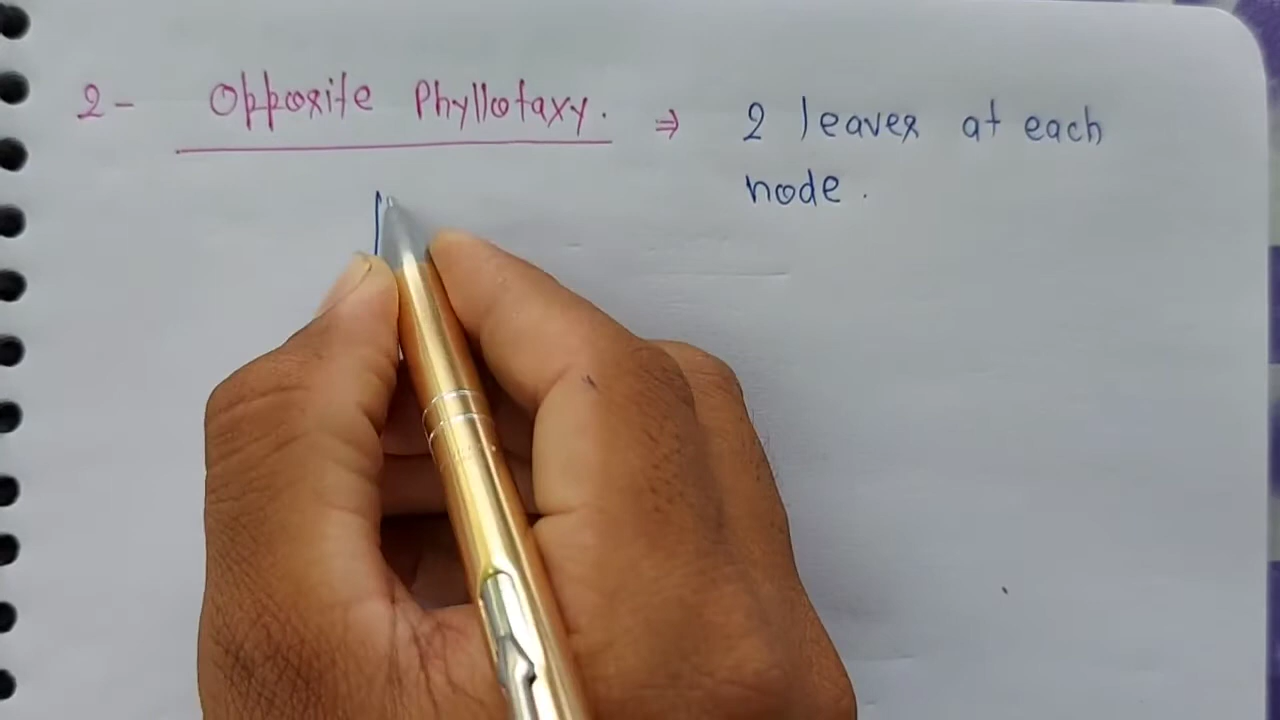 2- Opposite Phyllotaxy. ⇒ 2 leaves at each
node.